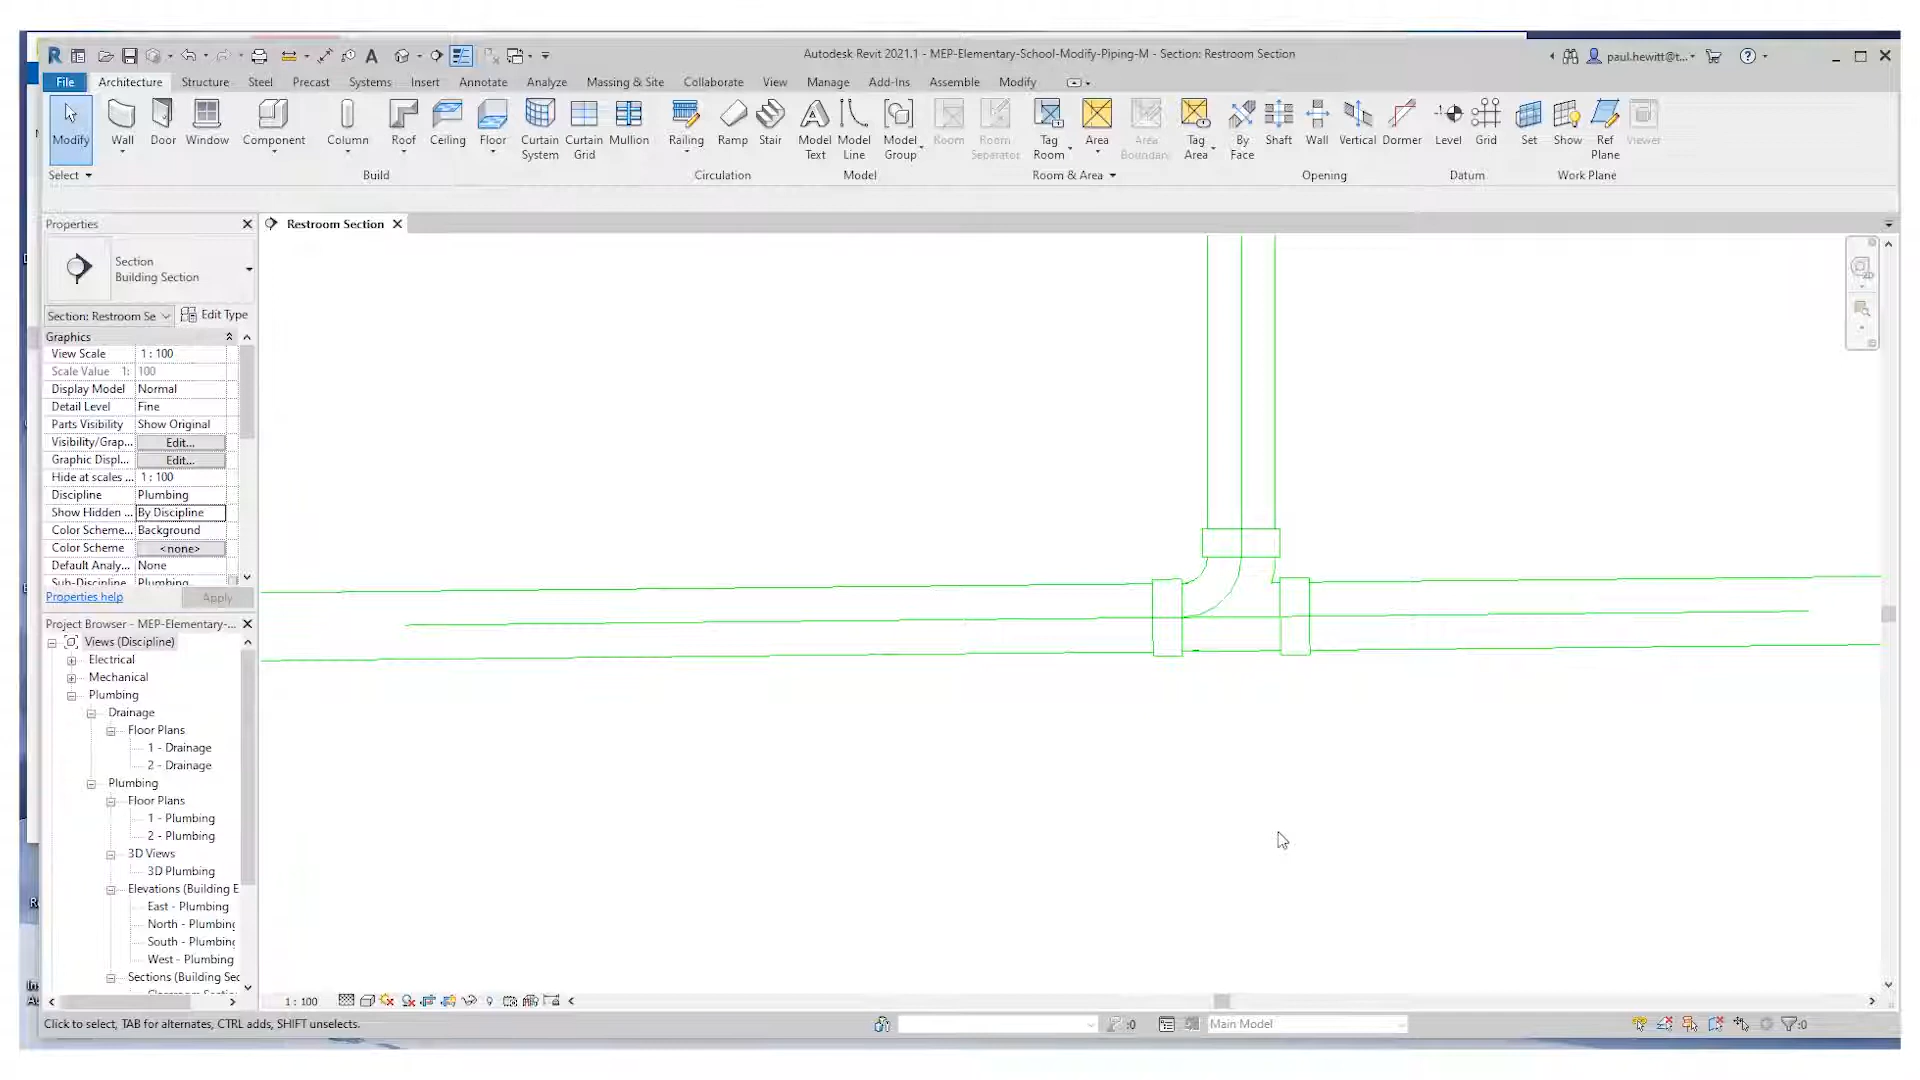 Autodesk Revit 2021.1 - MEP-Elementary-School-Modify-Piping-M - Section: Restroom Section
paul.hewitt@t...
File Architecture Structure Steel Precast Systems Insert Annotate Analyze Massing & Site Collaborate View Manage Add-Ins Assemble Modify
Modify Wall Door Window Component Column Roof Ceiling Floor Curtain System Curtain Grid Mullion Railing Ramp Stair Model Text Model Line Model Group Room Room Separator Tag Room Area Area Boundary Tag Area By Face Shaft Wall Vertical Dormer Level Grid Set Show Ref Plane Viewer
Select Build Circulation Model Room & Area Opening Datum Work Plane
Properties
Restroom Section
Section
Building Section
Section: Restroom Se Edit Type
Graphics
View Scale 1 : 100
Scale Value 1: 100
Display Model Normal
Detail Level Fine
Parts Visibility Show Original
Visibility/Grap... Edit...
Graphic Displ... Edit...
Hide at scales ... 1 : 100
Discipline Plumbing
Show Hidden ... By Discipline
Color Scheme... Background
Color Scheme <none>
Default Analy... None
Sub-Discipline Plumbing
Properties help Apply
Project Browser - MEP-Elementary-...
Views (Discipline)
Electrical
Mechanical
Plumbing
Drainage
Floor Plans
1 - Drainage
2 - Drainage
Plumbing
Floor Plans
1 - Plumbing
2 - Plumbing
3D Views
3D Plumbing
Elevations (Building E
East - Plumbing
North - Plumbing
South - Plumbing
West - Plumbing
Sections (Building Sec
1 : 100
Click to select, TAB for alternates, CTRL adds, SHIFT unselects.
:0
Main Model
:0